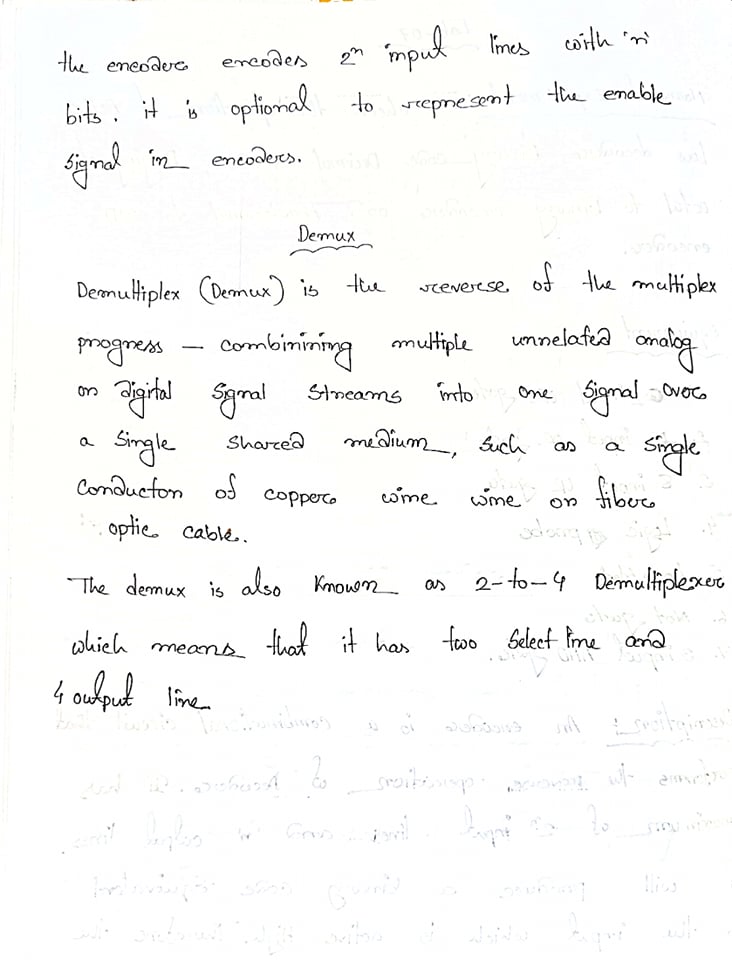 the encoder encodes 2ⁿ input lines with 'n'
bits. it is optional to represent the enable
signal in encoders.
Demux
Demultiplex (Demux) is the reverse of the multiplex
progress — combinining multiple unrelated analog
or digital signal streams into one signal over
a single shared medium, such as a single
conductor of copper wire wire or fiber
optic cable.
The demux is also known as 2-to-4 Demultiplexer
which means that it has two select line and
4 output line